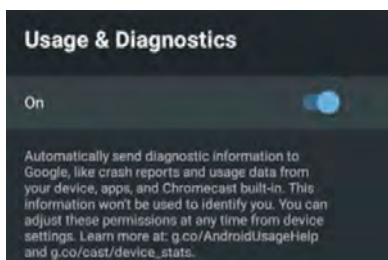 Usage & Diagnostics
On
Automatically send diagnostic information to
Google, like crash reports and usage data from
your device, apps, and Chromecast built-in. This
information won't be used to identify you. You can
adjust these permissions at any time from device
settings. Learn more at: g.co/AndroidUsageHelp
and g.co/cast/device_stats.